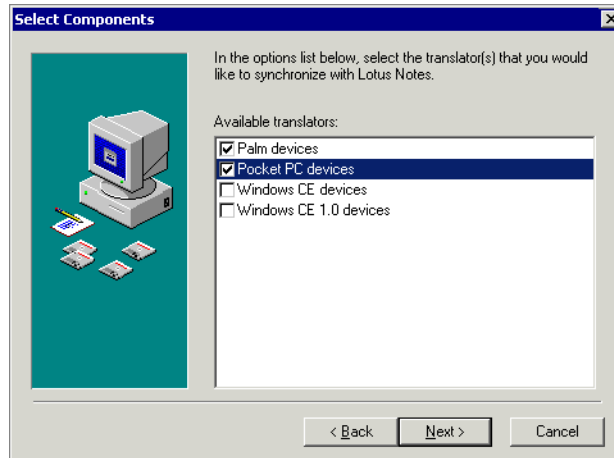 Select Components
In the options list below, select the translator(s) that you would
like to synchronize with Lotus Notes.
Available translators:
Palm devices
Pocket PC devices
Windows CE devices
Windows CE 1.0 devices
< Back
Next >
Cancel